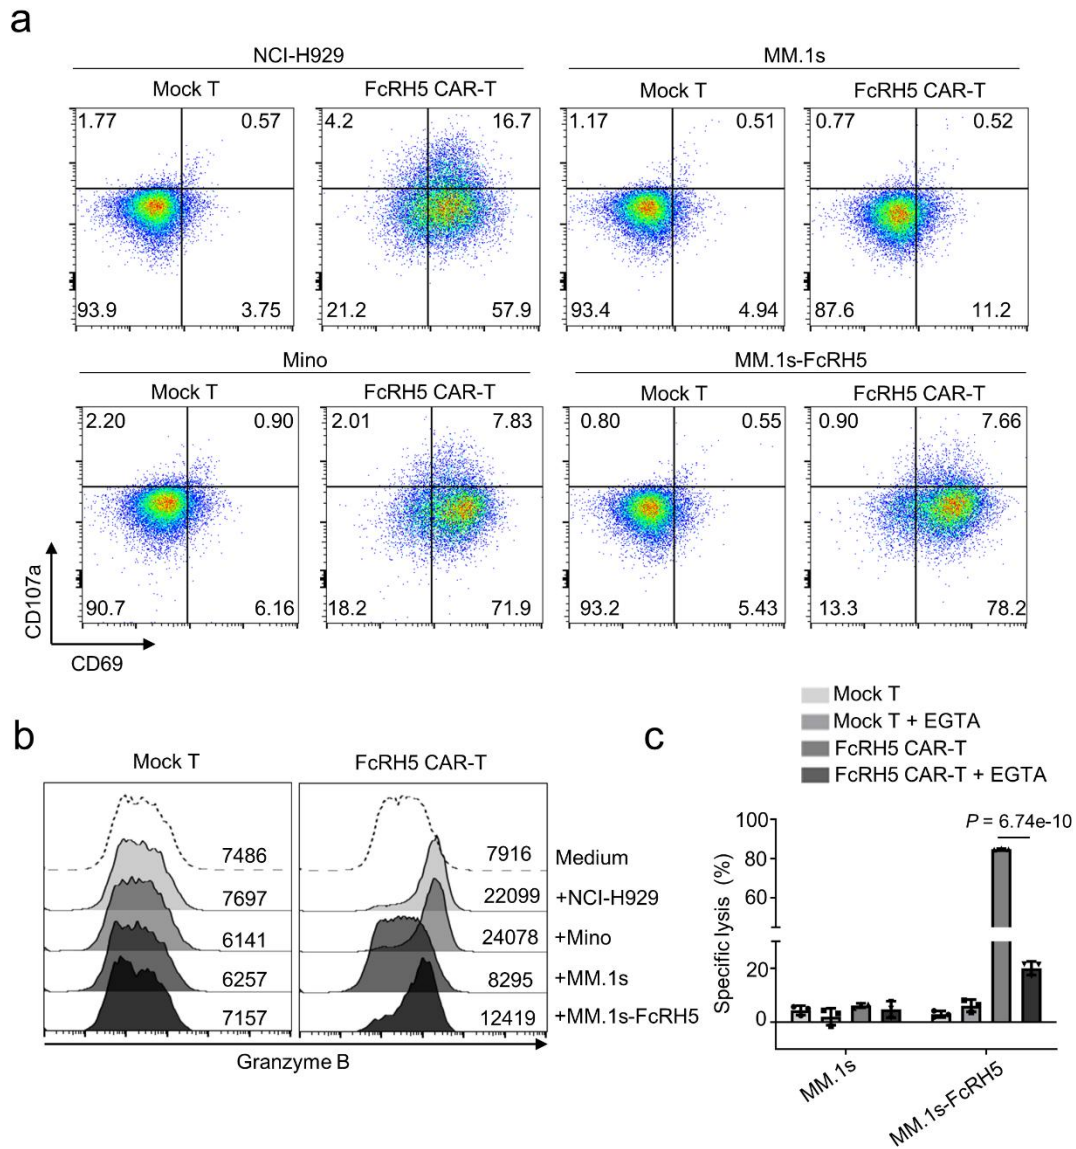 a
NCI-H929 MM.1s
Mock T FcRH5 CAR-T Mock T FcRH5 CAR-T
1.77 0.57 4.2 16.7 1.17 0.51 0.77 0.52
93.9 3.75 21.2 57.9 93.4 4.94 87.6 11.2
Mino MM.1s-FcRH5
Mock T FcRH5 CAR-T Mock T FcRH5 CAR-T
2.20 0.90 2.01 7.83 0.80 0.55 0.90 7.66
90.7 6.16 18.2 71.9 93.2 5.43 13.3 78.2
CD107a
CD69
b
Mock T FcRH5 CAR-T
7486 7916 Medium
7697 22099 +NCI-H929
6141 24078 +Mino
6257 8295 +MM.1s
7157 12419 +MM.1s-FcRH5
Granzyme B
c
Mock T
Mock T + EGTA
FcRH5 CAR-T
FcRH5 CAR-T + EGTA
P = 6.74e-10
Specific lysis (%)
100
80
60
20
0
MM.1s
MM.1s-FcRH5